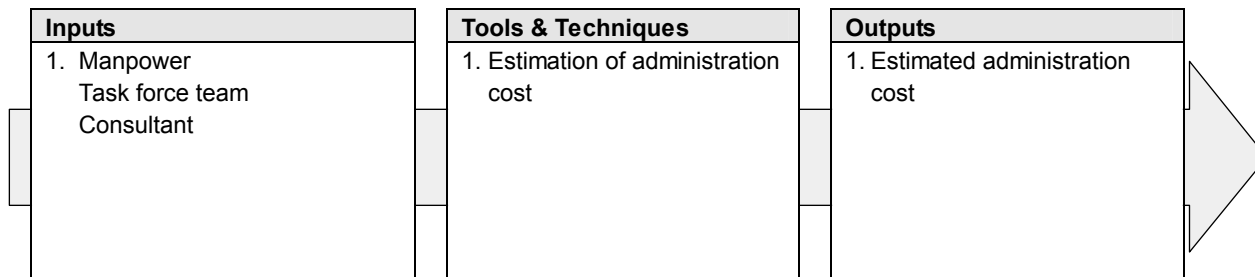 Inputs
1. Manpower
Task force team
Consultant
Tools & Techniques
1. Estimation of administration
cost
Outputs
1. Estimated administration
cost